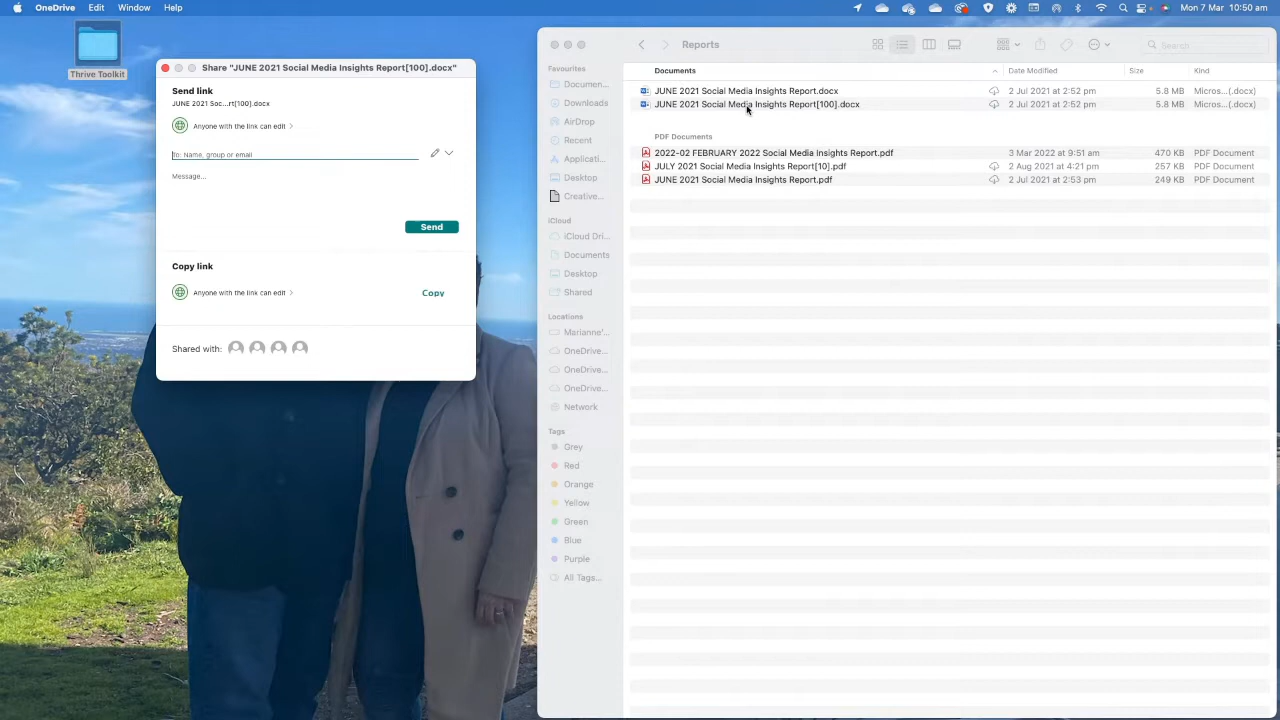 OneDrive Edit Window Help
Mon 10:50 am
Thrive Toolkit
Share "JUNE 2021 Social Media Insights Report[100].docx"
Send link
JUNE 2021 Soc...rt[100].docx
Anyone with the link can edit
To: Name, group or email
Message...
Send
Copy link
Anyone with the link can edit
Copy
Shared with:
Reports
Search
Favourites
Documen...
Downloads
AirDrop
Recent
Applicati...
Desktop
Creative...
iCloud
iCloud Dri...
Documents
Desktop
Shared
Locations
Marianne'...
OneDrive...
OneDrive...
OneDrive...
Network
Tags
Grey
Red
Orange
Yellow
Green
Blue
Purple
All Tags...
Documents Date Modified Size Kind
JUNE 2021 Social Media Insights Report.docx 2 Jul 2021 at 2:52 pm 5.8 MB Micros...(.docx)
JUNE 2021 Social Media Insights Report[100].docx 2 Jul 2021 at 2:52 pm 5.8 MB Micros...(.docx)
PDF Documents
2022-02 FEBRUARY 2022 Social Media Insights Report.pdf 3 Mar 2022 at 9:51 am 470 KB PDF Document
JULY 2021 Social Media Insights Report[10].pdf 2 Aug 2021 at 4:21 pm 257 KB PDF Document
JUNE 2021 Social Media Insights Report.pdf 2 Jul 2021 at 2:53 pm 249 KB PDF Document